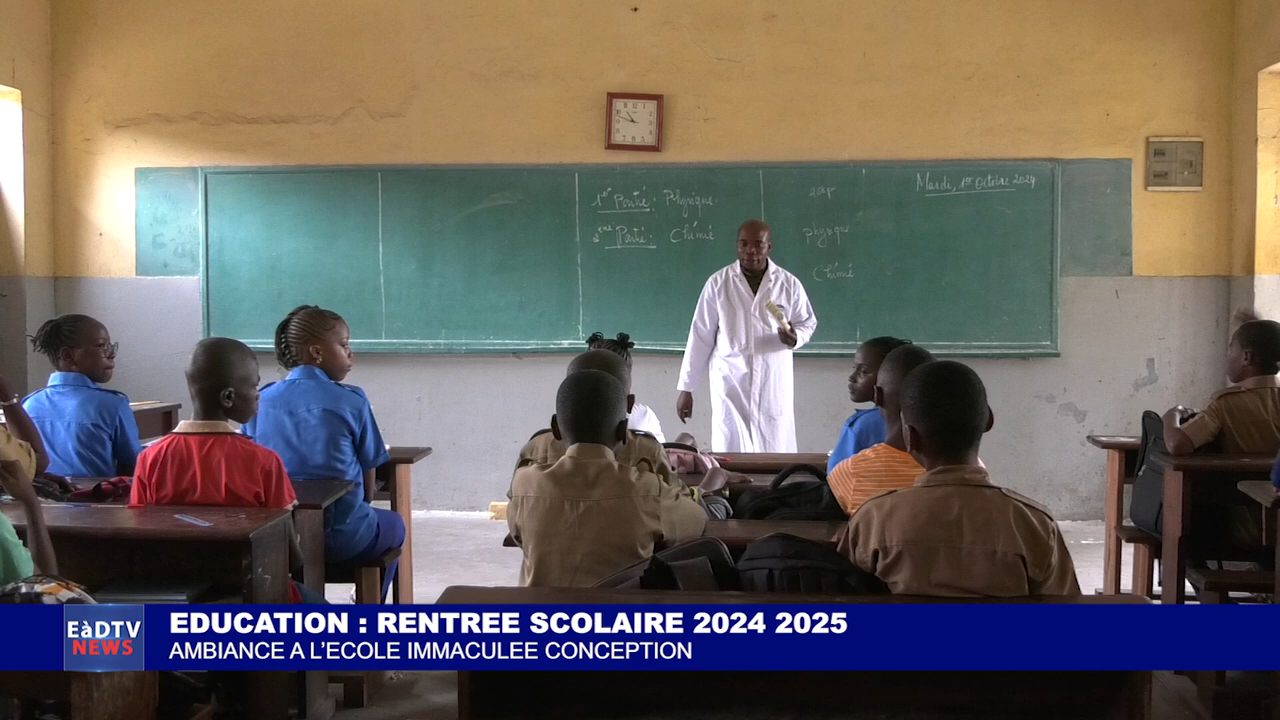 Mardi, 1er Octobre 2024
1ère Partie : Physique.
2ème Partie : Chimie
physique
Chimie
EàDTV
NEWS
EDUCATION : RENTREE SCOLAIRE 2024 2025
AMBIANCE A L'ECOLE IMMACULEE CONCEPTION